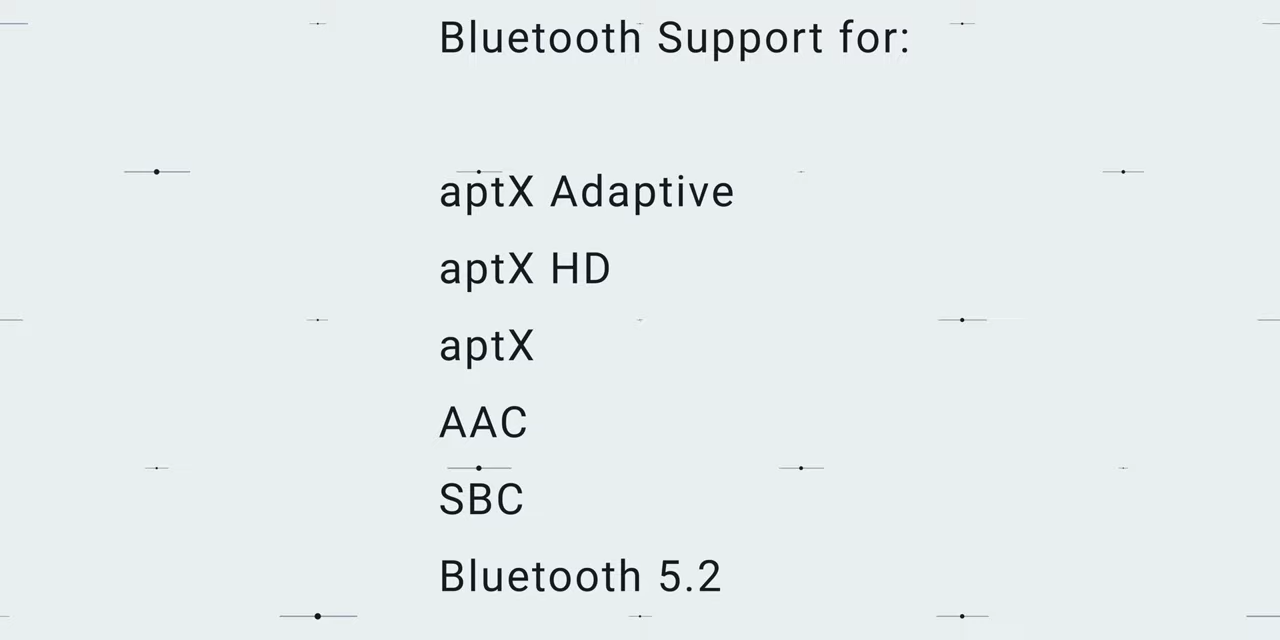 Bluetooth Support for:
aptX Adaptive
aptX HD
aptX
AAC
SBC
Bluetooth 5.2